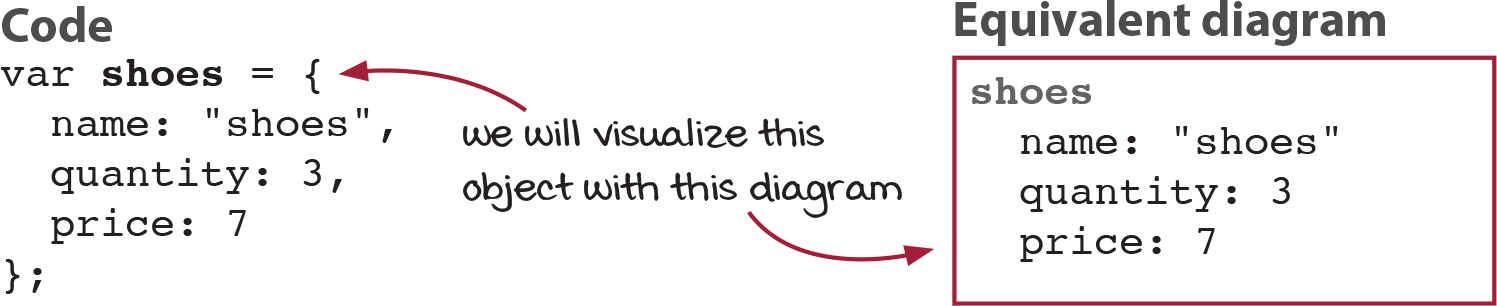 Code
var shoes = {
  name: "shoes",
  quantity: 3,
  price: 7
};
we will visualize this
object with this diagram
Equivalent diagram
shoes
  name: "shoes"
  quantity: 3
  price: 7